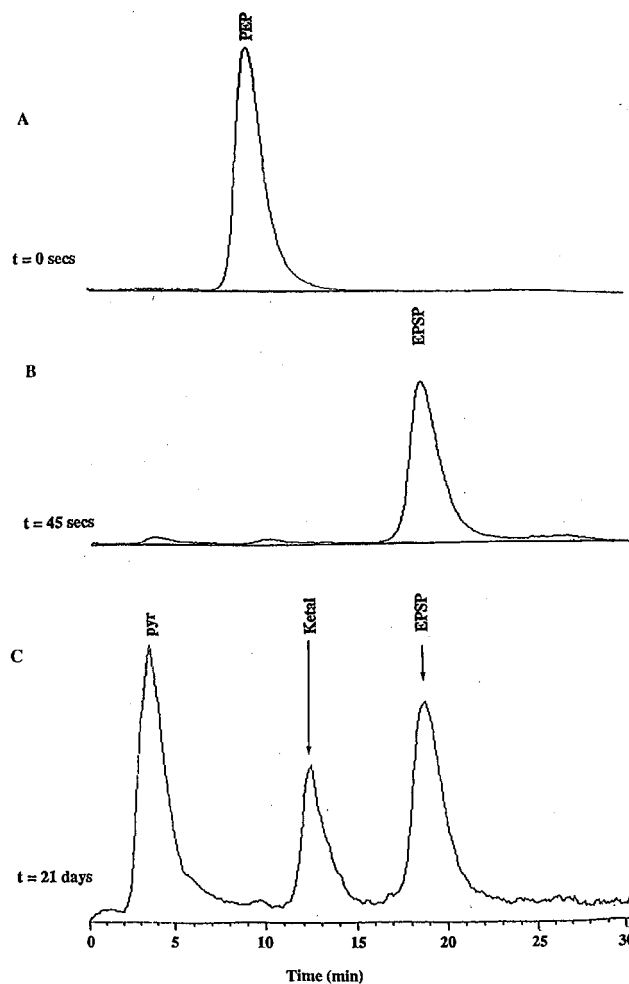 PEP
A
t = 0 secs
EPSP
B
t = 45 secs
pyr
Ketal
EPSP
C
t = 21 days
0 5 10 15 20 25 30
Time (min)